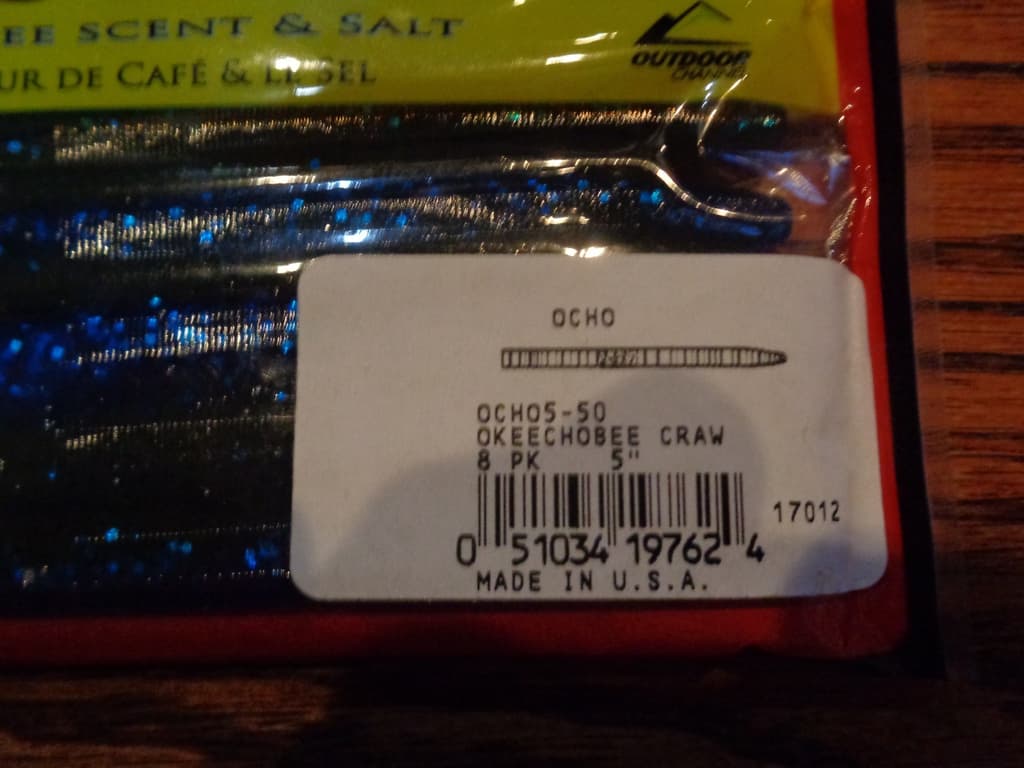 EE SCENT & SALT
UR DE CAFÉ & LE SEL
OUTDOOR
CHANNEL
OCHO
OCHO5-50
OKEECHOBEE CRAW
8 PK 5"
17012
0 51034 19762 4
MADE IN U.S.A.